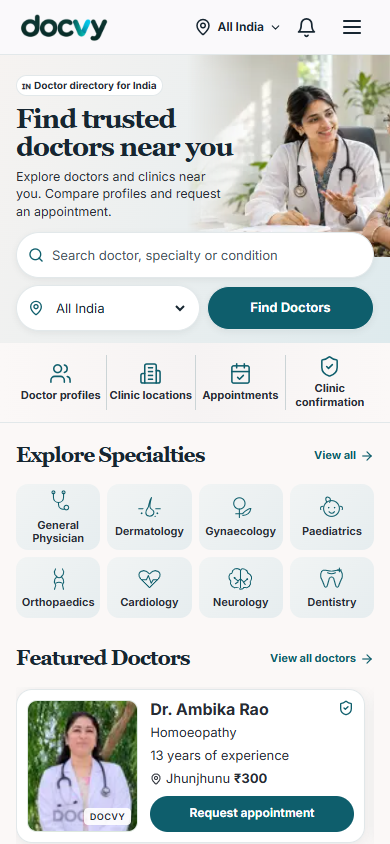 docvy
All India
IN Doctor directory for India
Find trusted
doctors near you
Explore doctors and clinics near
you. Compare profiles and request
an appointment.
Search doctor, specialty or condition
All India
Find Doctors
Doctor profiles
Clinic locations
Appointments
Clinic
confirmation
Explore Specialties
View all →
General
Physician
Dermatology
Gynaecology
Paediatrics
Orthopaedics
Cardiology
Neurology
Dentistry
Featured Doctors
View all doctors →
Dr. Ambika Rao
Homoeopathy
13 years of experience
Jhunjhunu ₹300
DOCVY
Request appointment